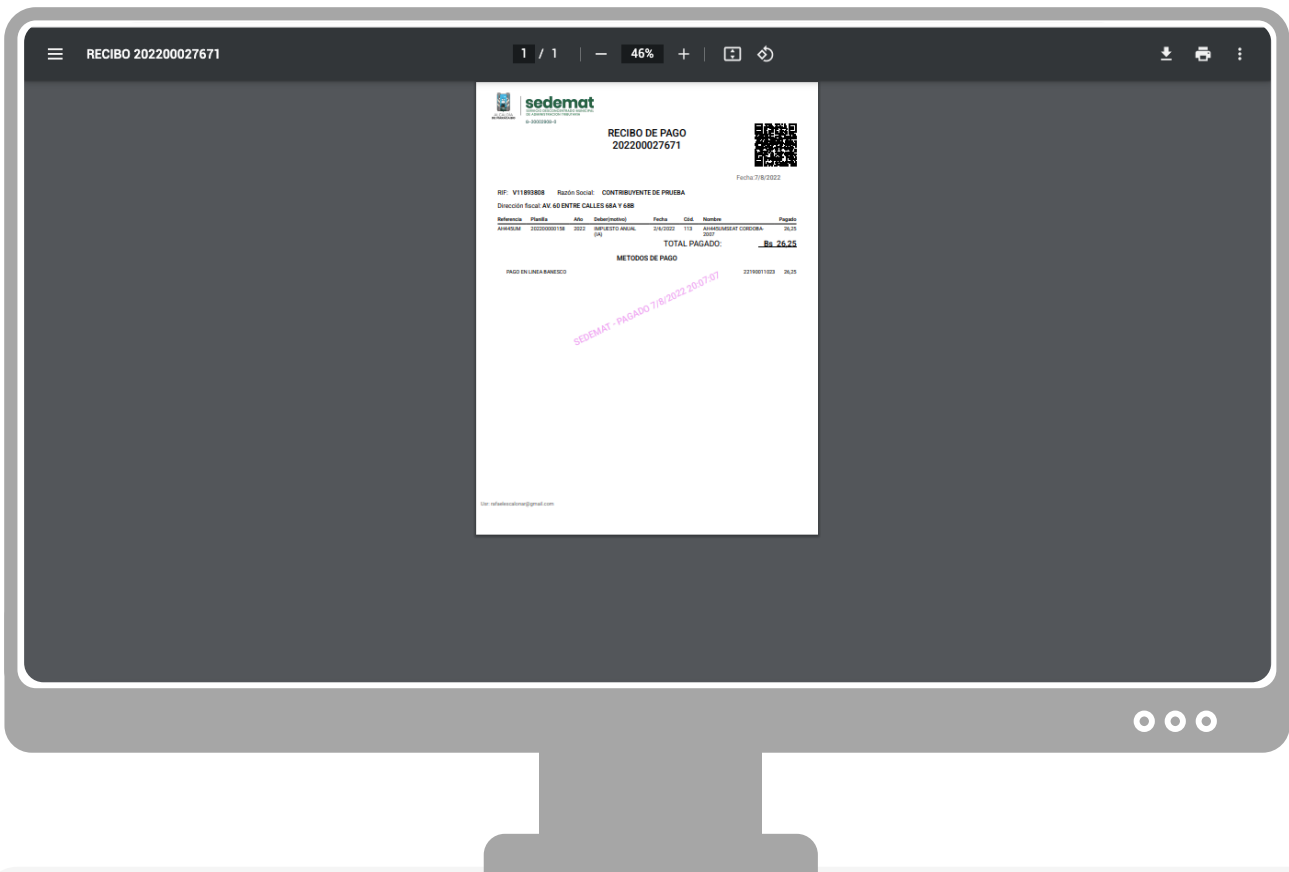 RECIBO 202200027671
1 / 1
46%
sedemat
ALCALDÍA
RECIBO DE PAGO
202200027671
Fecha:7/8/2022
RIF: V11893808 Razón Social: CONTRIBUYENTE DE PRUEBA
Dirección fiscal: AV. 60 ENTRE CALLES 68A Y 68B
Referencia Planilla Año Deber(motivo) Fecha Cód. Nombre Pagado
AH445UM 202200000158 2022 IMPUESTO ANUAL 2/6/2022 113 AH445UMSEAT CORDOBA- 26,25
(IA) 2007
TOTAL PAGADO: Bs 26,25
METODOS DE PAGO
PAGO EN LINEA BANESCO 22190011023 26,25
SEDEMAT - PAGADO 7/8/2022 20:07:07